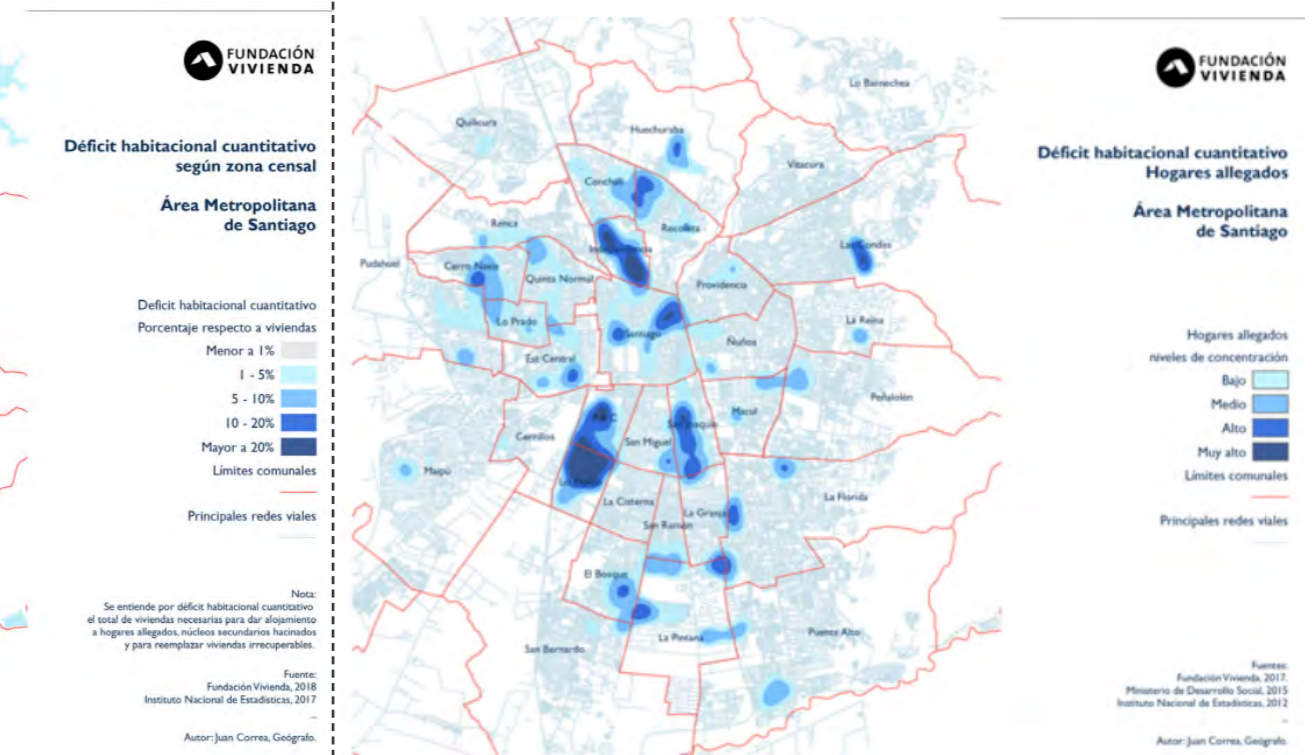 FUNDACIÓN
VIVIENDA
Déficit habitacional cuantitativo
según zona censal
Área Metropolitana
de Santiago
Deficit habitacional cuantitativo
Porcentaje respecto a viviendas
Menor a 1%
1 - 5%
5 - 10%
10 - 20%
Mayor a 20%
Límites comunales
Principales redes viales
Nota:
Se entiende por déficit habitacional cuantitativo
el total de viviendas necesarias para dar alojamiento
a hogares allegados, núcleos secundarios hacinados
y para reemplazar viviendas irrecuperables.
Fuente:
Fundación Vivienda, 2018
Instituto Nacional de Estadísticas, 2017
–
Autor: Juan Correa, Geógrafo.
Lo Barnechea
Quilicura
Huechuraba
Vitacura
Conchalí
Renca
Recoleta
Independencia
Las Condes
Pudahuel
Cerro Navia
Quinta Normal
Providencia
Lo Prado
Santiago
La Reina
Ñuñoa
Est Central
Peñalolén
Macul
P.A.C
San Joaquín
Cerrillos
San Miguel
Maipú
Lo Espejo
La Cisterna
La Florida
La Granja
San Ramón
El Bosque
La Pintana
Puente Alto
San Bernardo
FUNDACIÓN
VIVIENDA
Déficit habitacional cuantitativo
Hogares allegados
Área Metropolitana
de Santiago
Hogares allegados
niveles de concentración
Bajo
Medio
Alto
Muy alto
Límites comunales
Principales redes viales
Fuentes:
Fundación Vivienda, 2017.
Ministerio de Desarrollo Social, 2015
Instituto Nacional de Estadísticas, 2012
–
Autor: Juan Correa, Geógrafo.